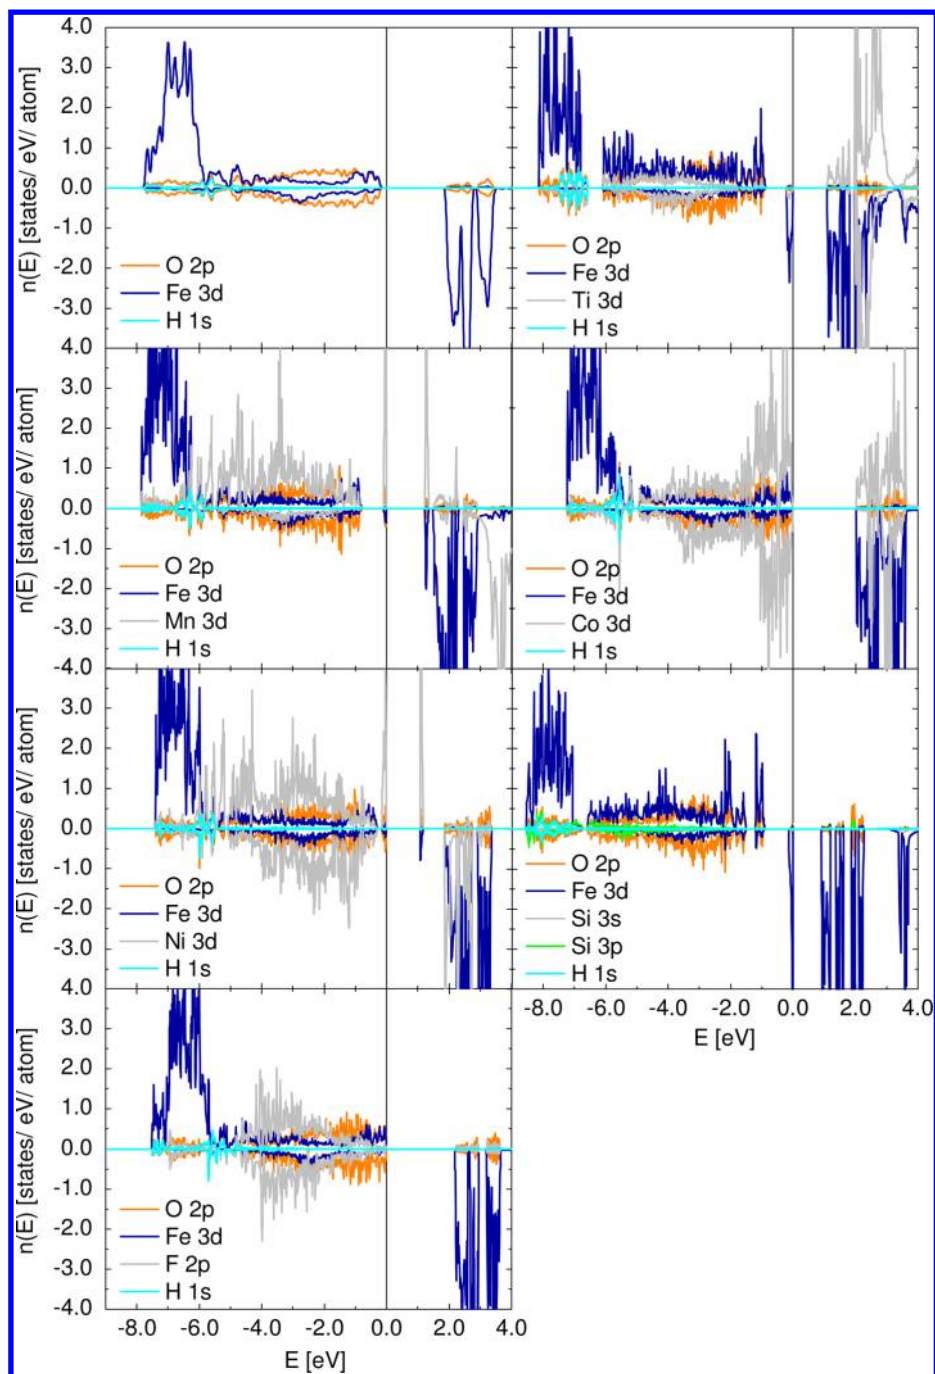 4.0
3.0
2.0
1.0
0.0
-1.0
-2.0
-3.0
n(E) [states/ eV/ atom]
O 2p
Fe 3d
H 1s
O 2p
Fe 3d
Ti 3d
H 1s
4.0
3.0
2.0
1.0
0.0
-1.0
-2.0
-3.0
-4.0
n(E) [states/ eV/ atom]
O 2p
Fe 3d
Mn 3d
H 1s
O 2p
Fe 3d
Co 3d
H 1s
3.0
2.0
1.0
0.0
-1.0
-2.0
-3.0
4.0
n(E) [states/ eV/ atom]
O 2p
Fe 3d
Ni 3d
H 1s
O 2p
Fe 3d
Si 3s
Si 3p
H 1s
-8.0 -6.0 -4.0 -2.0 0.0 2.0 4.0
E [eV]
3.0
2.0
1.0
0.0
-1.0
-2.0
-3.0
-4.0
n(E) [states/ eV/ atom]
O 2p
Fe 3d
F 2p
H 1s
-8.0 -6.0 -4.0 -2.0 0.0 2.0 4.0
E [eV]